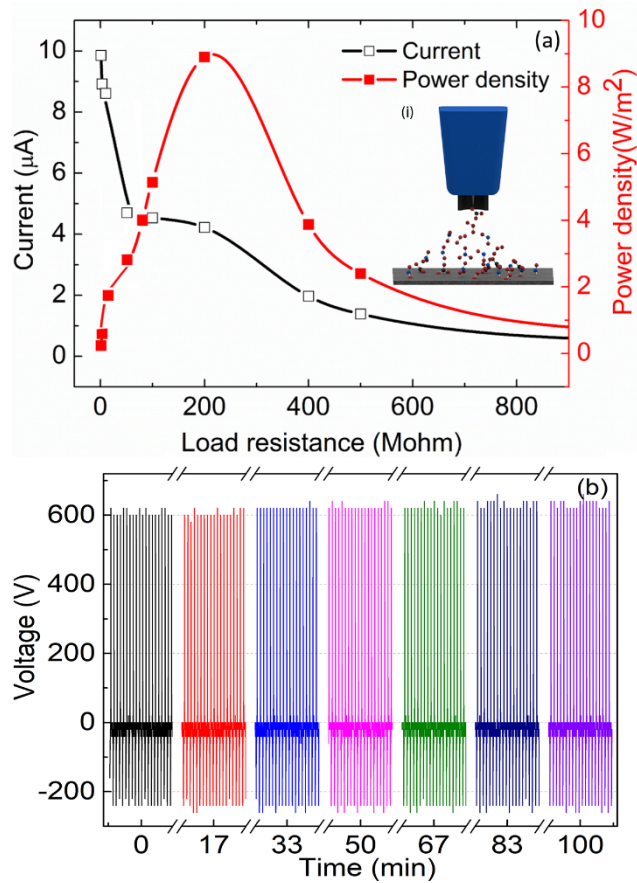 (a)
Current
Power density
(i)
10
8
6
4
2
0
Current (μA)
10
8
6
4
2
0
Power density(W/m²)
0 200 400 600 800
Load resistance (Mohm)
(b)
600
400
200
0
-200
Voltage (V)
0 17 33 50 67 83 100
Time (min)